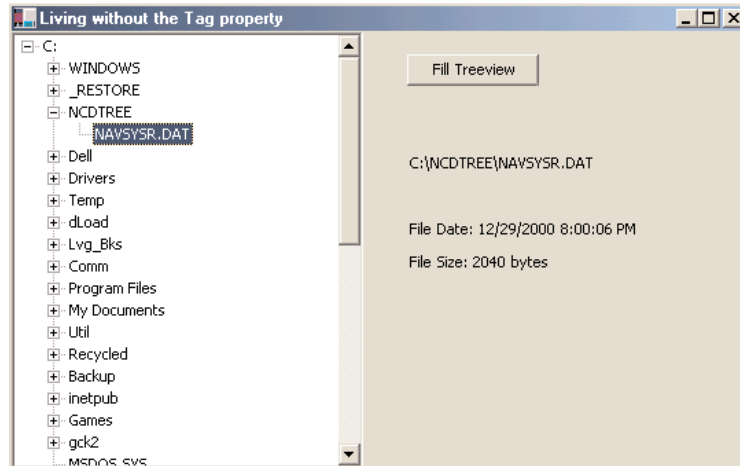 Living without the Tag property
C:
WINDOWS
_RESTORE
NCDTREE
NAVSYSR.DAT
Dell
Drivers
Temp
dLoad
Lvg_Bks
Comm
Program Files
My Documents
Util
Recycled
Backup
inetpub
Games
gck2
MSDOS.SYS
Fill Treeview
C:\NCDTREE\NAVSYSR.DAT
File Date: 12/29/2000 8:00:06 PM
File Size: 2040 bytes